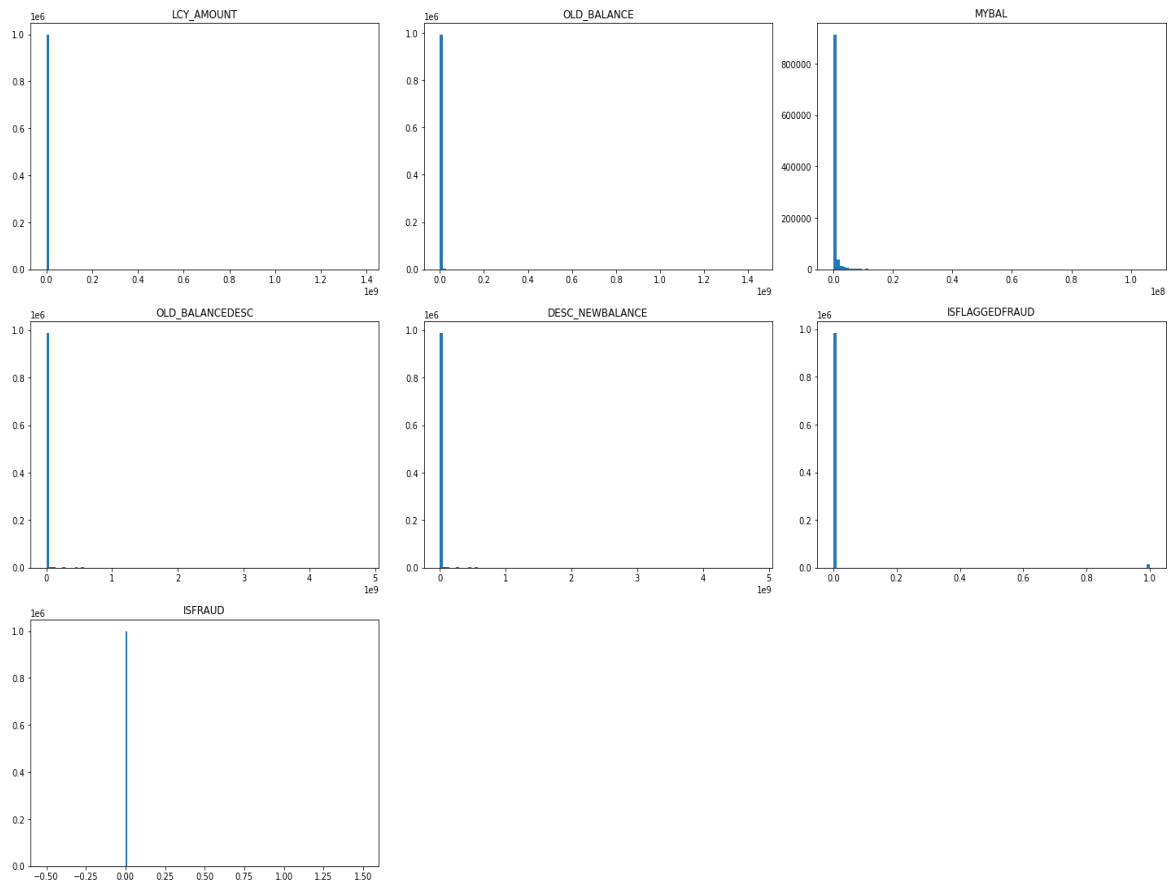 LCY_AMOUNT
1e6
1.0
0.8
0.6
0.4
0.2
0.0
0.0 0.2 0.4 0.6 0.8 1.0 1.2 1.4
1e9
OLD_BALANCE
1e6
1.0
0.8
0.6
0.4
0.2
0.0
0.0 0.2 0.4 0.6 0.8 1.0 1.2 1.4
1e9
MYBAL
800000
600000
400000
200000
0
0.0 0.2 0.4 0.6 0.8 1.0
1e8
OLD_BALANCEDESC
1e6
1.0
0.8
0.6
0.4
0.2
0.0
0 1 2 3 4 5
1e9
DESC_NEWBALANCE
1e6
1.0
0.8
0.6
0.4
0.2
0.0
0 1 2 3 4 5
1e9
ISFLAGGEDFRAUD
1e6
1.0
0.8
0.6
0.4
0.2
0.0
0.0 0.2 0.4 0.6 0.8 1.0
ISFRAUD
1e6
1.0
0.8
0.6
0.4
0.2
0.0
−0.50 −0.25 0.00 0.25 0.50 0.75 1.00 1.25 1.50